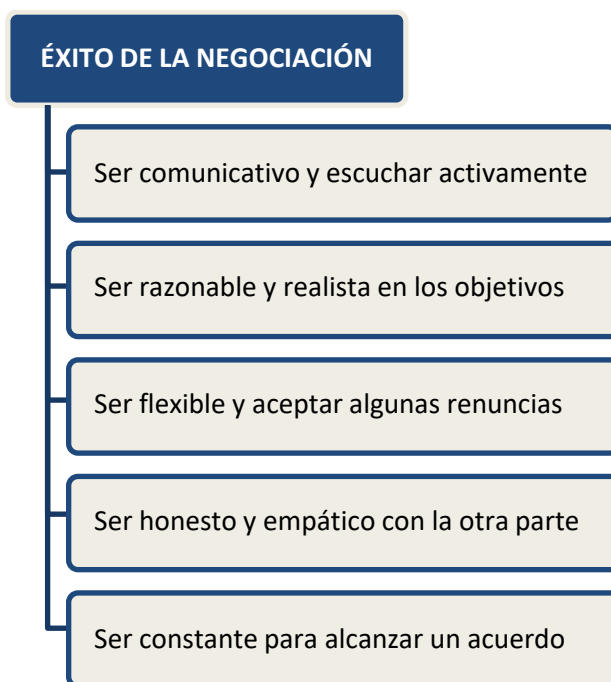 ÉXITO DE LA NEGOCIACIÓN
Ser comunicativo y escuchar activamente
Ser razonable y realista en los objetivos
Ser flexible y aceptar algunas renuncias
Ser honesto y empático con la otra parte
Ser constante para alcanzar un acuerdo